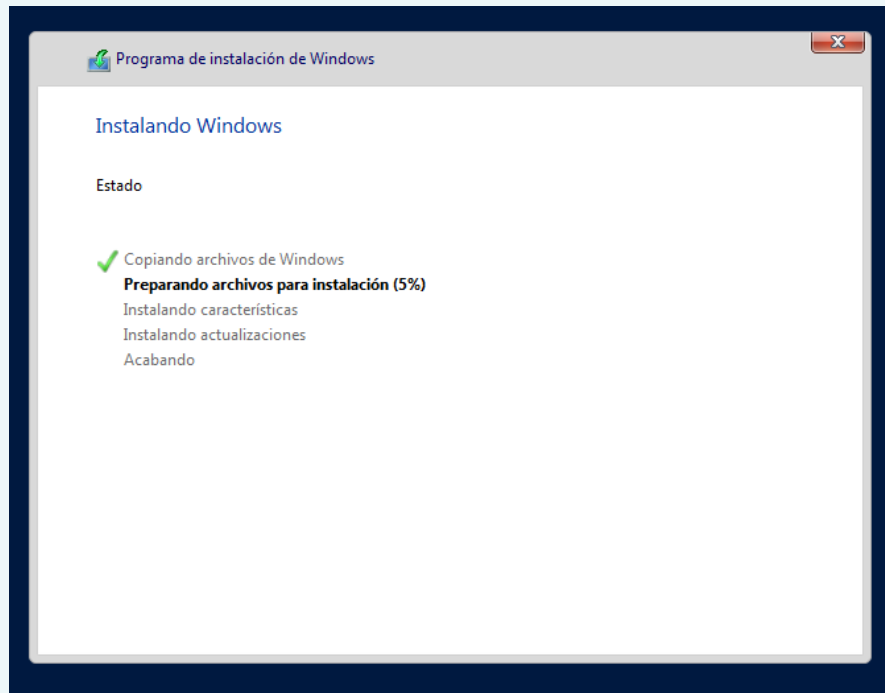 Programa de instalación de Windows
Instalando Windows
Estado
Copiando archivos de Windows
Preparando archivos para instalación (5%)
Instalando características
Instalando actualizaciones
Acabando